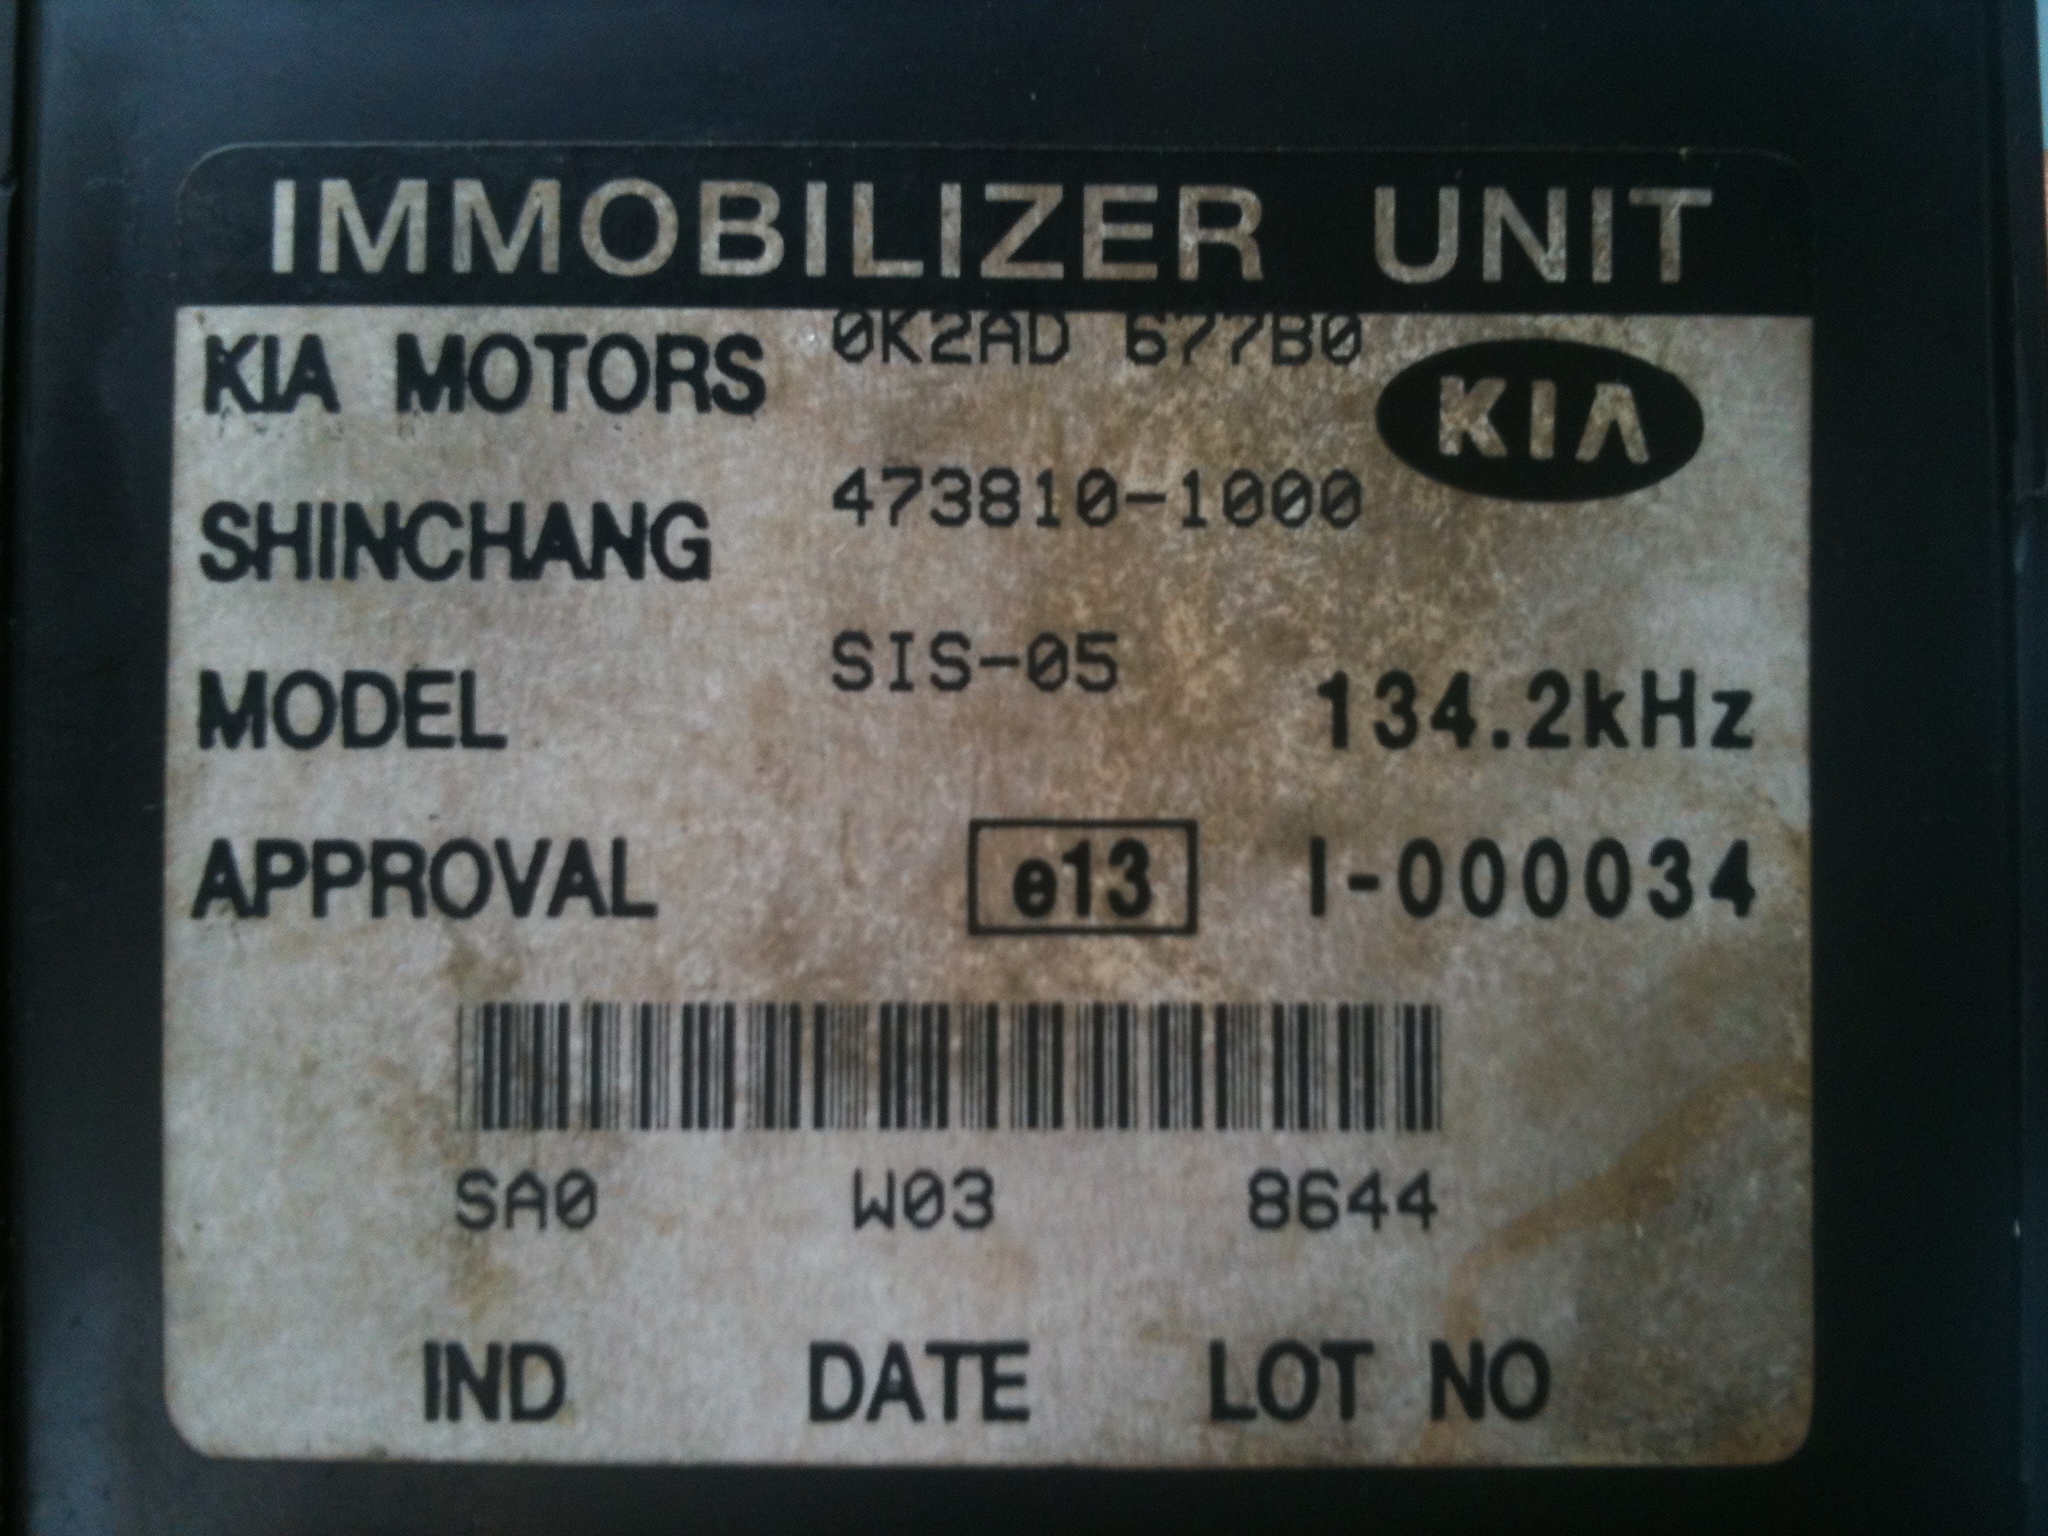 IMMOBILIZER UNIT
KIA MOTORS 0K2AD 677B0
KIA
SHINCHANG 473810-1000
MODEL SIS-05 134.2kHz
APPROVAL e13 I-000034
SA0 W03 8644
IND DATE LOT NO